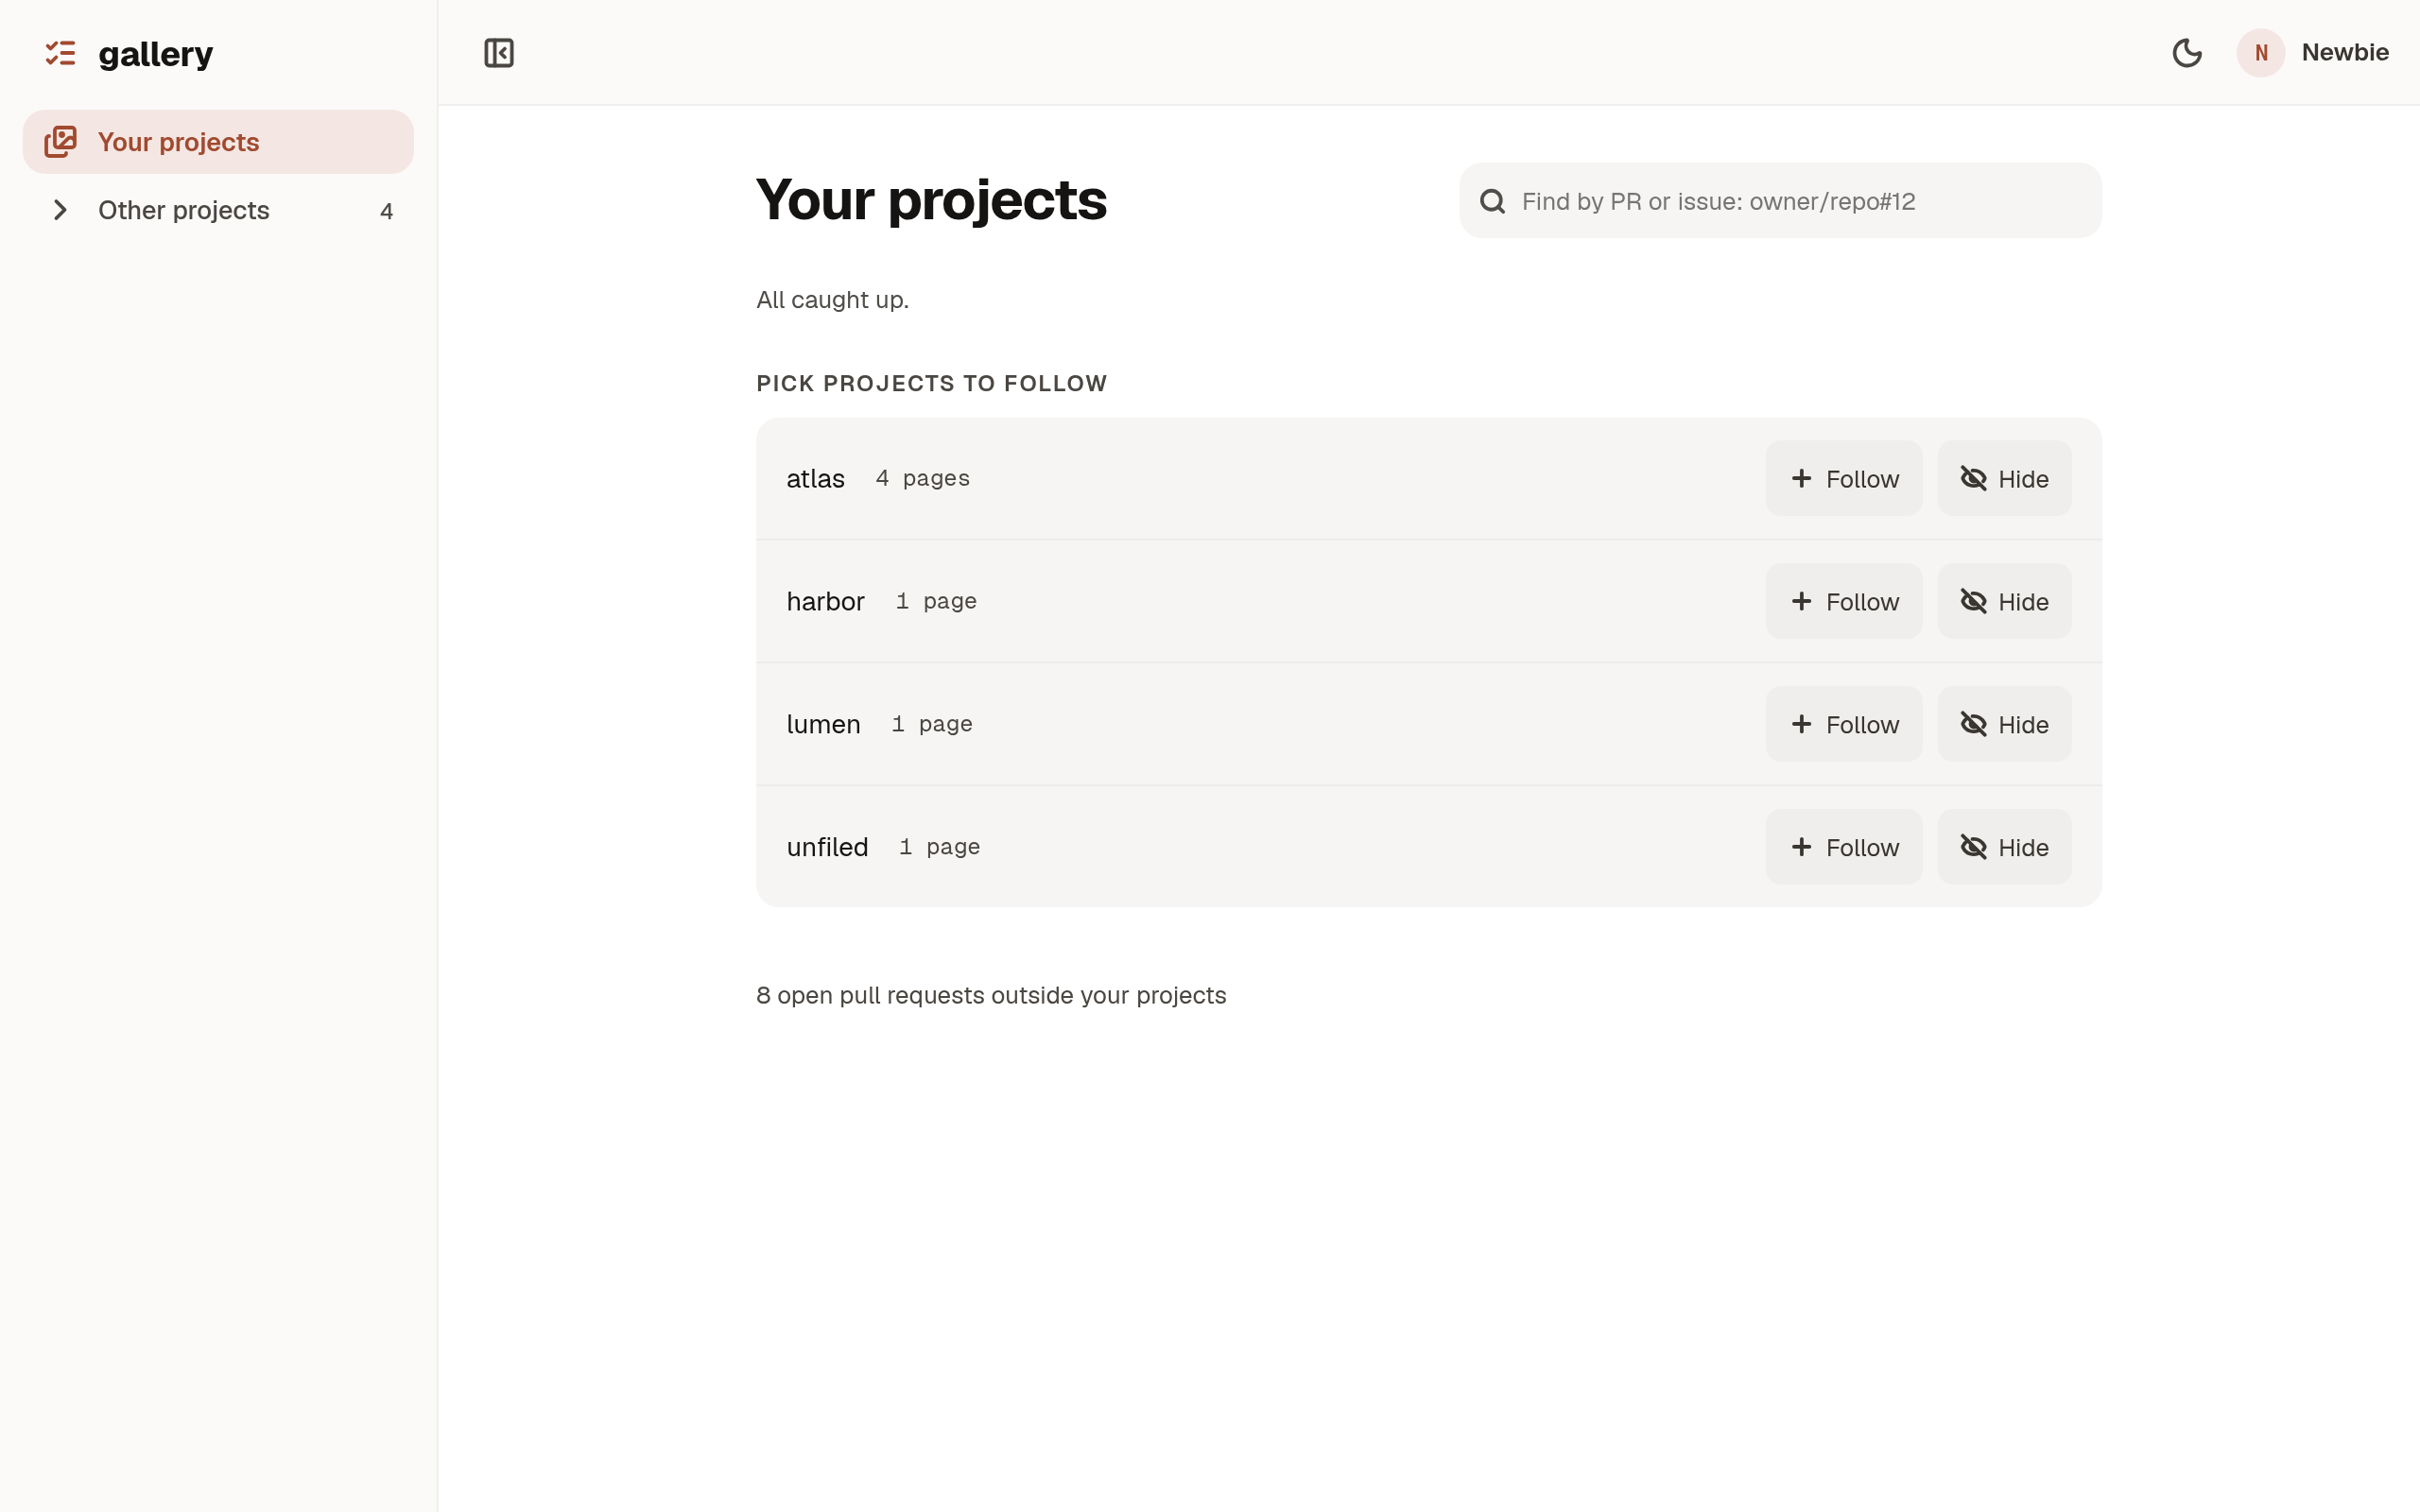 gallery
Your projects
Other projects 4
N Newbie
Your projects
Find by PR or issue: owner/repo#12
All caught up.
PICK PROJECTS TO FOLLOW
atlas 4 pages Follow Hide
harbor 1 page Follow Hide
lumen 1 page Follow Hide
unfiled 1 page Follow Hide
8 open pull requests outside your projects